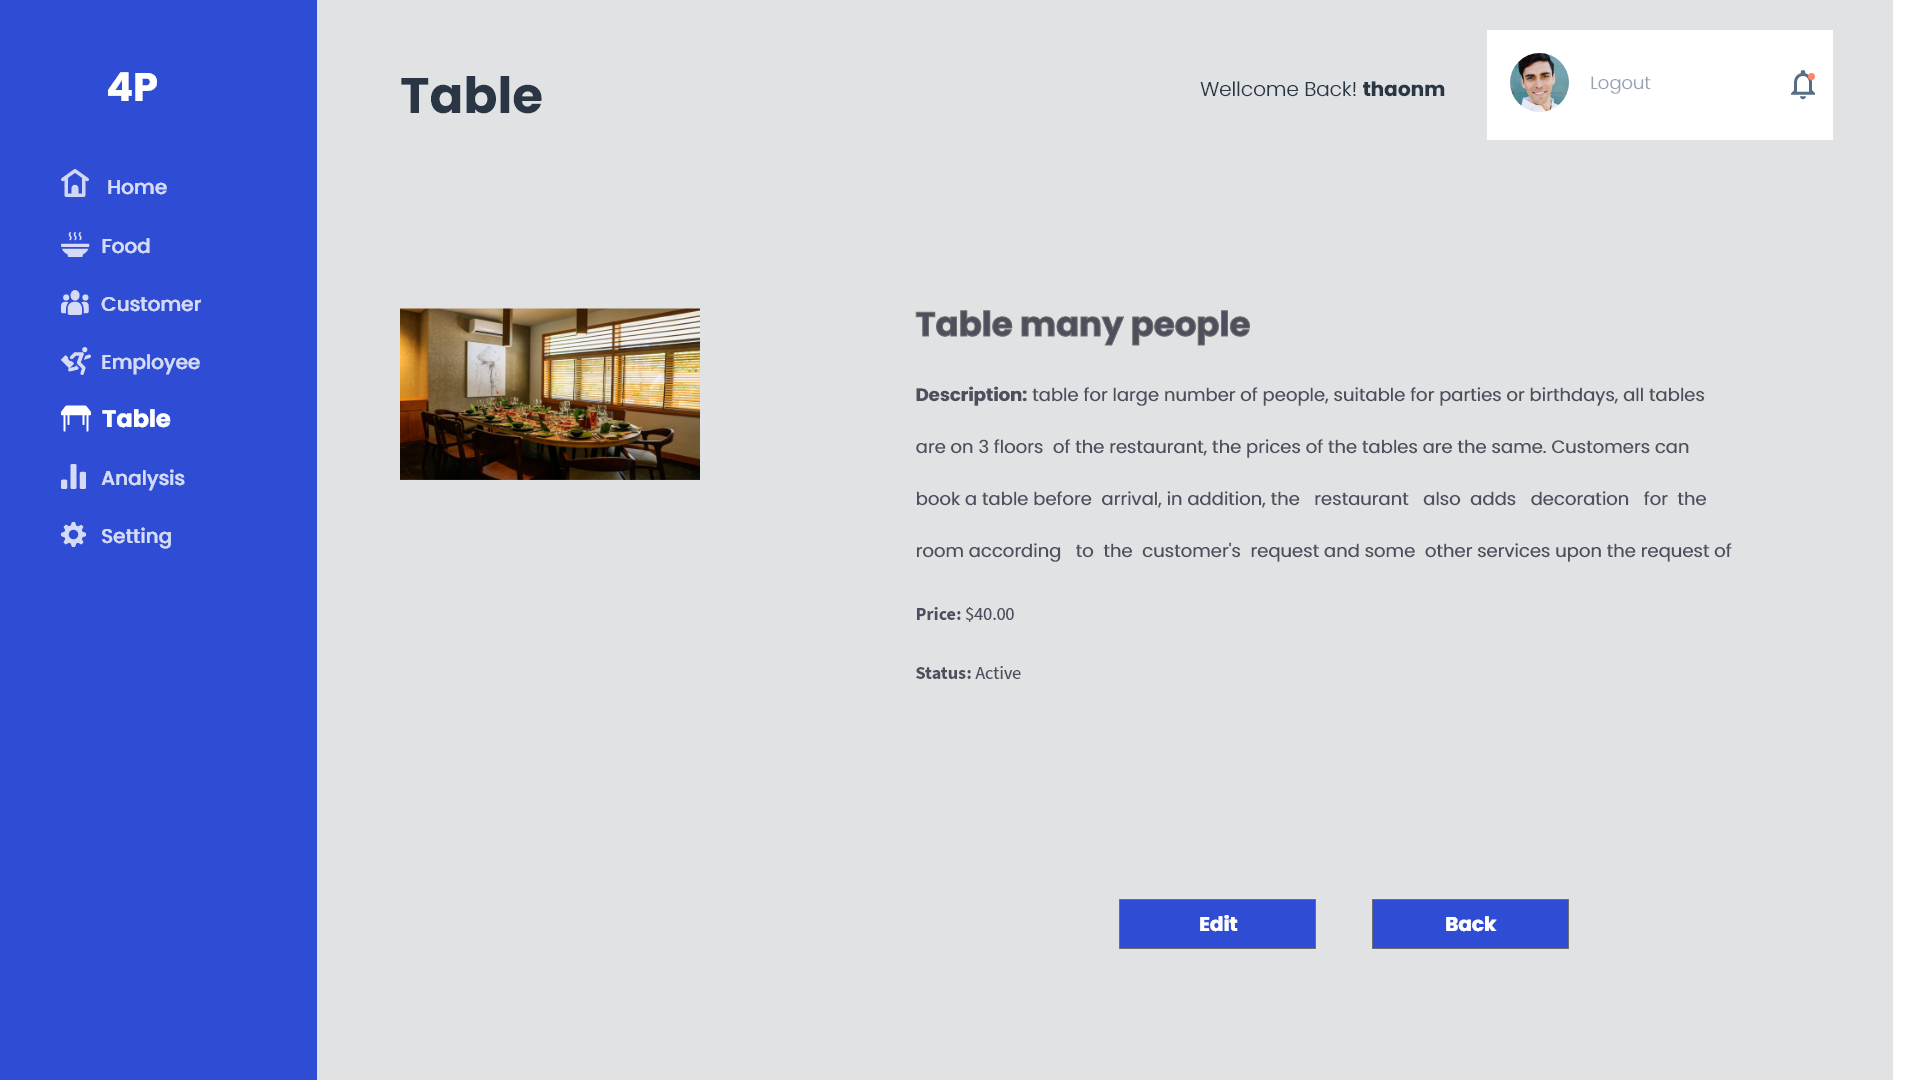 4P
Home
Food
Customer
Employee
Table
Analysis
Setting
Table
Wellcome Back! thaonm
Logout
Table many people
Description: table for large number of people, suitable for parties or birthdays, all tables
are on 3 floors of the restaurant, the prices of the tables are the same. Customers can
book a table before arrival, in addition, the restaurant also adds decoration for the
room according to the customer's request and some other services upon the request of
Price: $40.00
Status: Active
Edit
Back